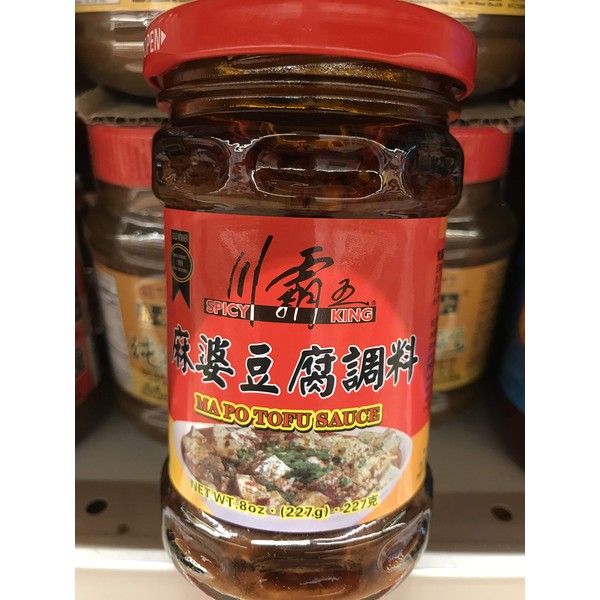 OPEN
川霸王
SPICY KING ®
麻婆豆腐調料
MA PO TOFU SAUCE
NET WT. 8oz · (227g) · 227克